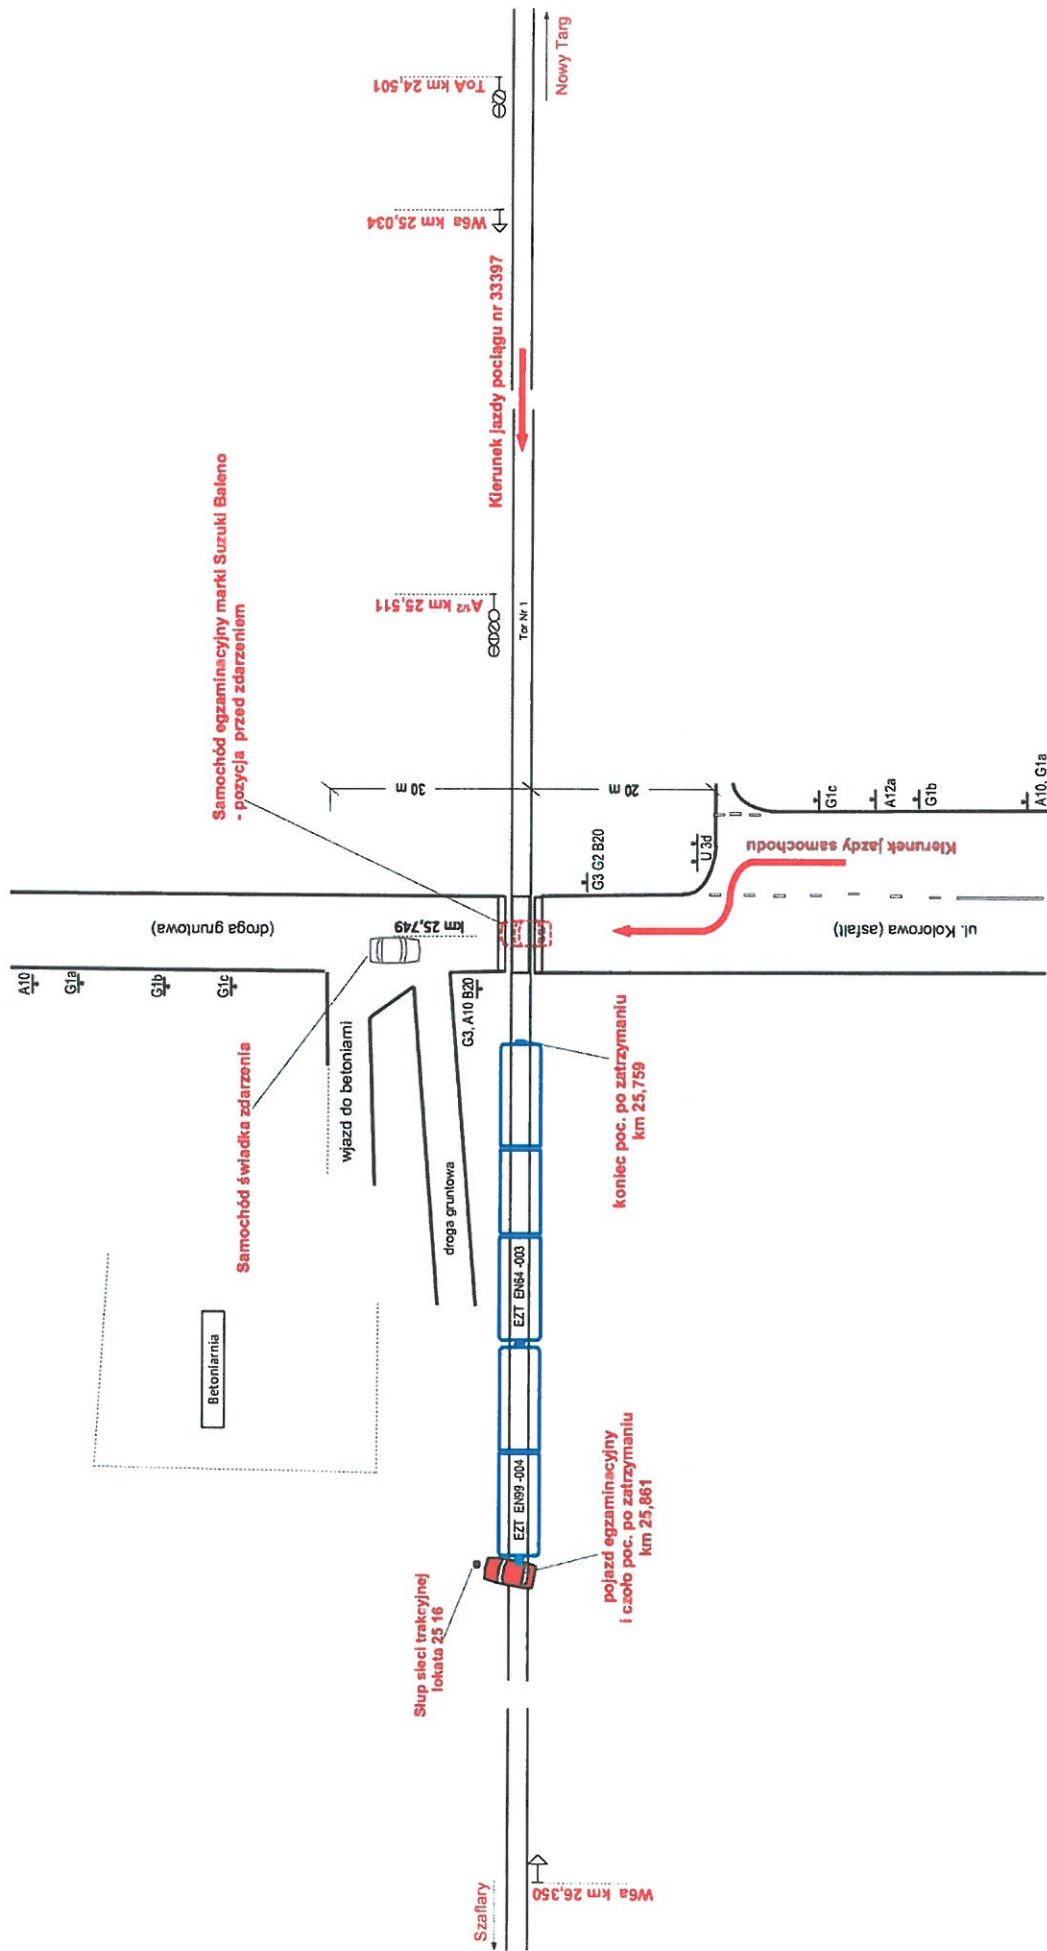 Nowy Targ
ToA km 24,501
W6a km 25,034
Kierunek jazdy pociągu nr 33397
Samochód egzaminacyjny marki Suzuki Baleno
- pozycja przed zdarzeniem
A1/2 km 25,511
Tor Nr 1
30 m
20 m
G3 G2 B20
U 3d
G1c
A12a
G1b
A10, G1a
Kierunek jazdy samochodu
ul. Kolorowa (asfalt)
(droga gruntowa)
km 25,749
A10
G1a
G1b
G1c
G3, A10 B20
Samochód świadka zdarzenia
wjazd do betoniarni
droga gruntowa
Betoniarnia
koniec poc. po zatrzymaniu
km 25,759
EZT EN64 -003
EZT EN99 -004
pojazd egzaminacyjny
i czoło poc. po zatrzymaniu
km 25,861
Słup sieci trakcyjnej
lokata 25 16
Szaflary
W6a km 26,350